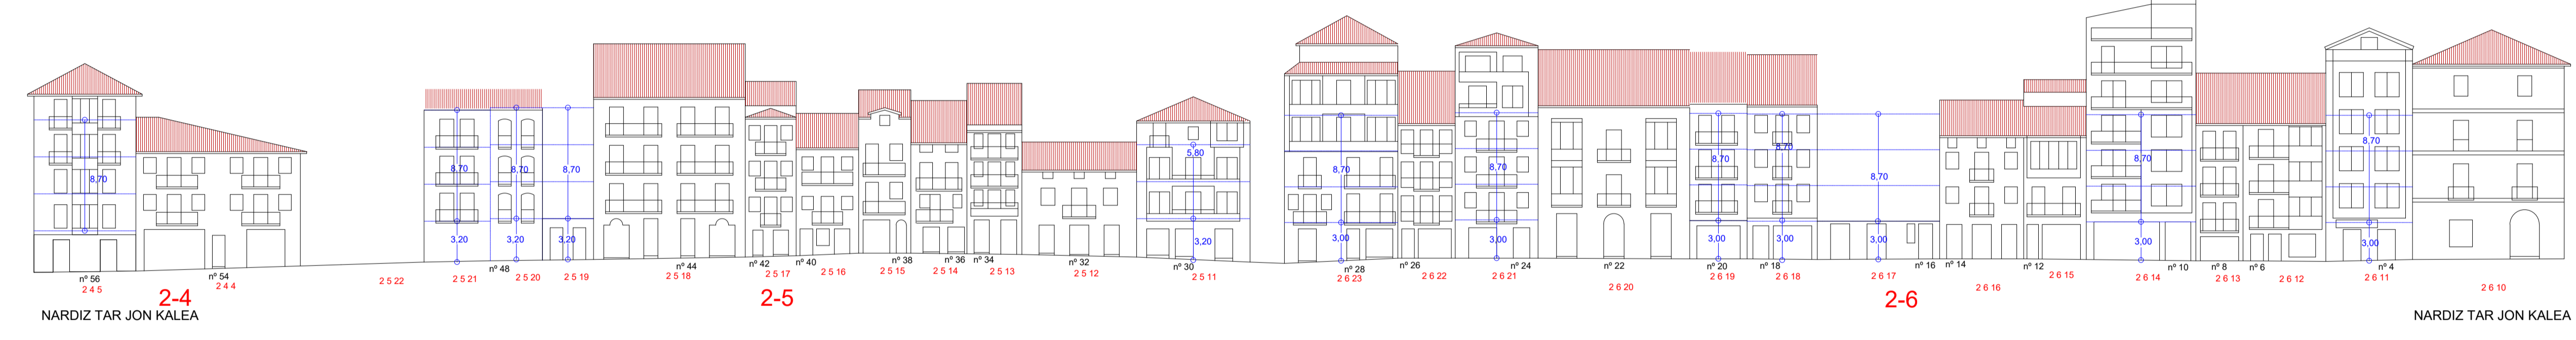 8,70
8,70
3,20
8,70
3,20
8,70
3,20
5,80
3,20
8,70
3,00
8,70
3,00
8,70
3,00
8,70
3,00
8,70
3,00
8,70
3,00
8,70
3,00
nº 56
nº 54
nº 48
nº 44
nº 42
nº 40
nº 38
nº 36
nº 34
nº 32
nº 30
nº 28
nº 26
nº 24
nº 22
nº 20
nº 18
nº 16
nº 14
nº 12
nº 10
nº 8
nº 6
nº 4
2 4 5
2 4 4
2 5 22
2 5 21
2 5 20
2 5 19
2 5 18
2 5 17
2 5 16
2 5 15
2 5 14
2 5 13
2 5 12
2 5 11
2 6 23
2 6 22
2 6 21
2 6 20
2 6 19
2 6 18
2 6 17
2 6 16
2 6 15
2 6 14
2 6 13
2 6 12
2 6 11
2 6 10
2-4
2-5
2-6
NARDIZ TAR JON KALEA
NARDIZ TAR JON KALEA